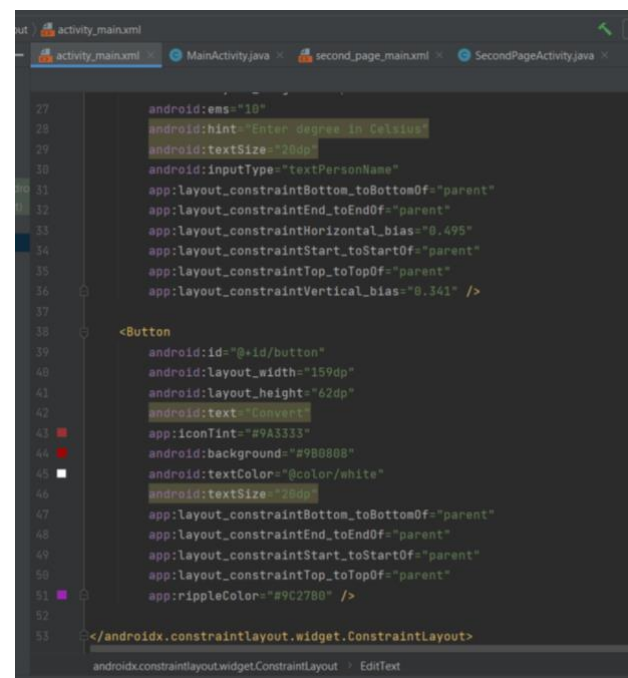 out activity_main.xml
activity_main.xml MainActivity.java second_page_main.xml SecondPageActivity.java
27 android:ems="10"
28 android:hint="Enter degree in Celsius"
29 android:textSize="20dp"
30 android:inputType="textPersonName"
31 app:layout_constraintBottom_toBottomOf="parent"
32 app:layout_constraintEnd_toEndOf="parent"
33 app:layout_constraintHorizontal_bias="0.495"
34 app:layout_constraintStart_toStartOf="parent"
35 app:layout_constraintTop_toTopOf="parent"
36 app:layout_constraintVertical_bias="0.341" />
37
38 <Button
39 android:id="@+id/button"
40 android:layout_width="159dp"
41 android:layout_height="62dp"
42 android:text="Convert"
43 app:iconTint="#9A3333"
44 android:background="#9B0808"
45 android:textColor="@color/white"
46 android:textSize="20dp"
47 app:layout_constraintBottom_toBottomOf="parent"
48 app:layout_constraintEnd_toEndOf="parent"
49 app:layout_constraintStart_toStartOf="parent"
50 app:layout_constraintTop_toTopOf="parent"
51 app:rippleColor="#9C27B0" />
52
53 </androidx.constraintlayout.widget.ConstraintLayout>
androidx.constraintlayout.widget.ConstraintLayout › EditText